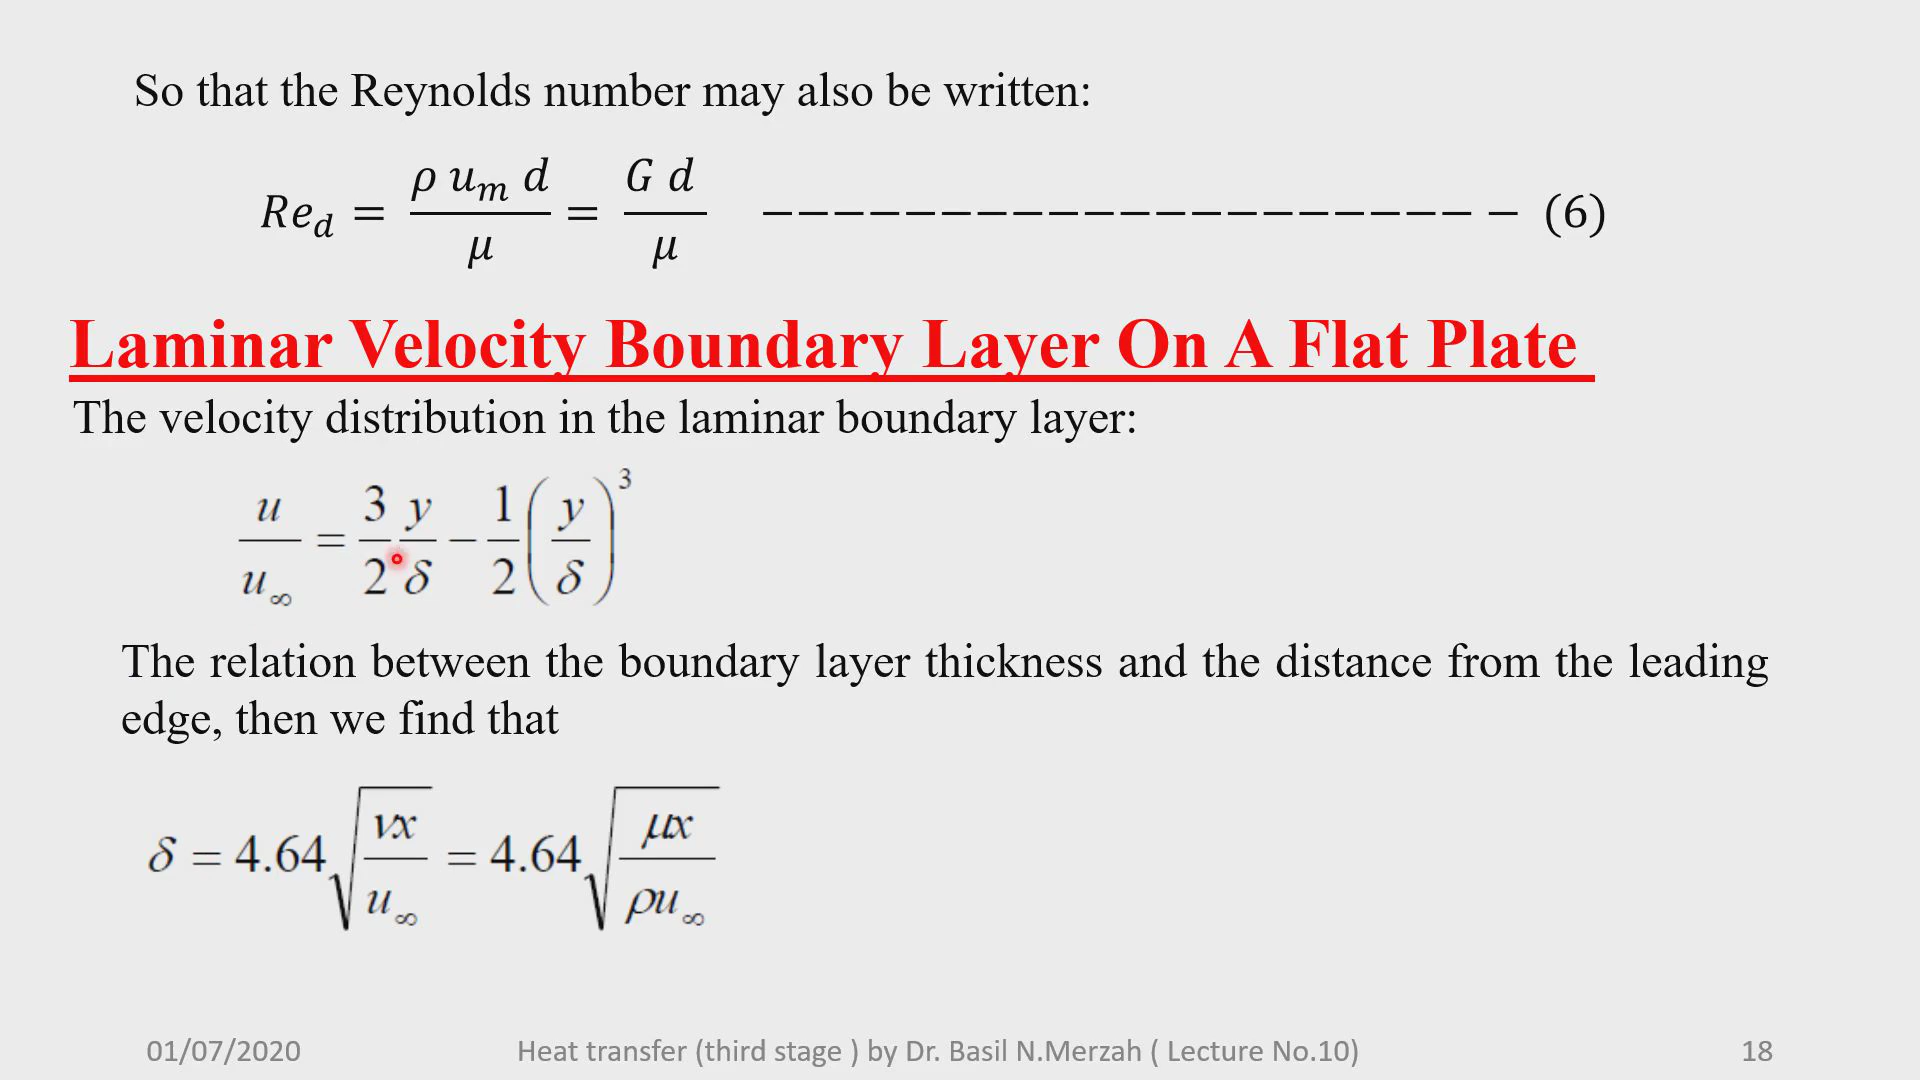 So that the Reynolds number may also be written:
Re_d = (ρ u_m d)/μ = (G d)/μ −−−−−−−−−−−−−−−−−−−−− (6)
Laminar Velocity Boundary Layer On A Flat Plate
The velocity distribution in the laminar boundary layer:
u/u_∞ = 3/2 y/δ − 1/2 (y/δ)^3
The relation between the boundary layer thickness and the distance from the leading
edge, then we find that
δ = 4.64√(νx/u_∞) = 4.64√(μx/ρu_∞)
01/07/2020 Heat transfer (third stage ) by Dr. Basil N.Merzah ( Lecture No.10) 18